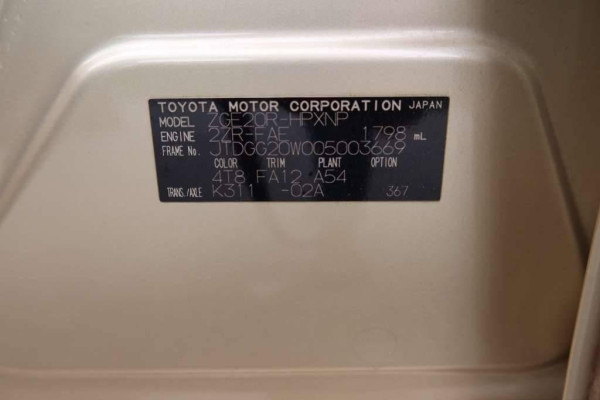 TOYOTA MOTOR CORPORATION JAPAN
MODEL ZGE20R-HPXNP
ENGINE 2ZR-FAE 1798 mL
FRAME No. JTDGG20W005003669
COLOR TRIM PLANT OPTION
4T8 FA12 A54
TRANS./AXLE K311 -02A 367